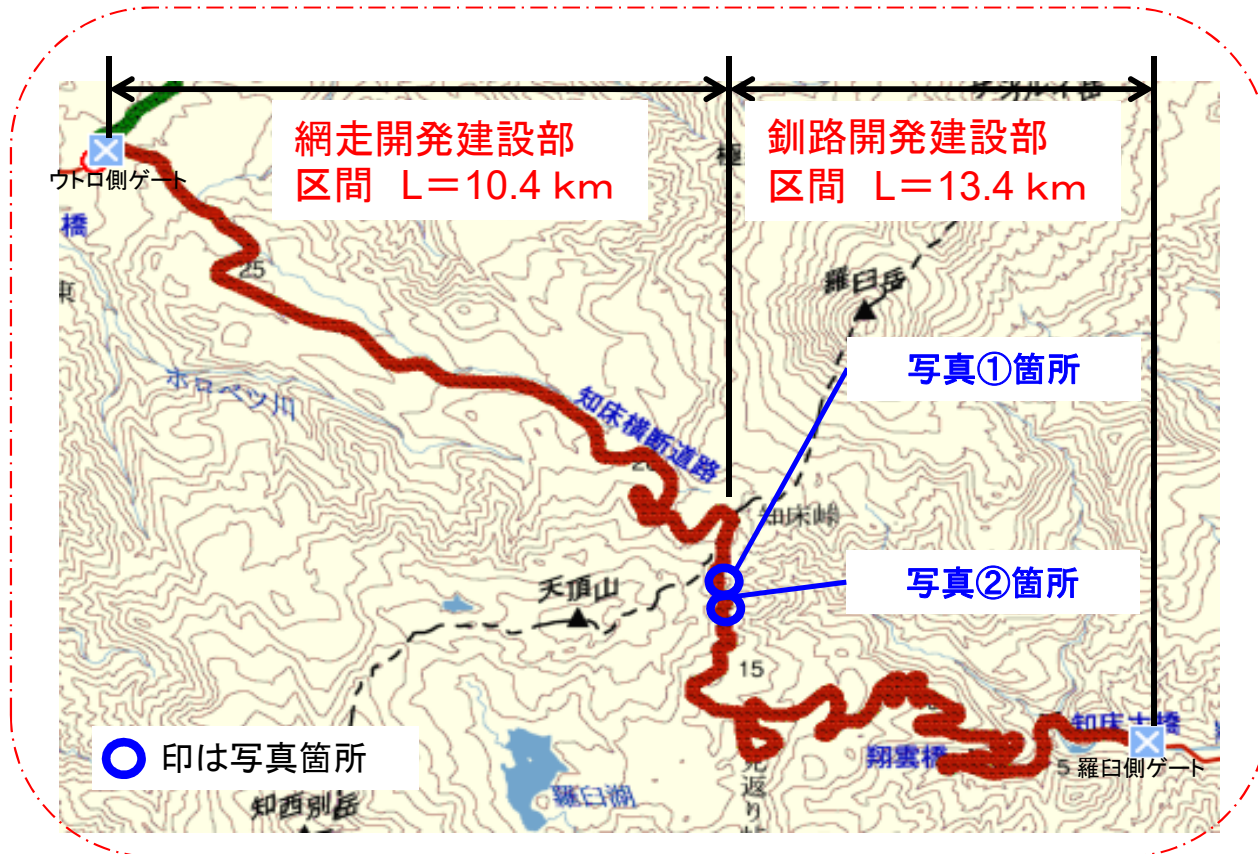 網走開発建設部
区間 L=10.4 km
釧路開発建設部
区間 L=13.4 km
ウトロ側ゲート
橋
25
羅臼岳
写真①箇所
ホロベツ川
知床横断道路
知床峠
写真②箇所
天頂山
15
○印は写真箇所
翔雲橋
知床大橋
5
羅臼側ゲート
羅臼湖
知西別岳